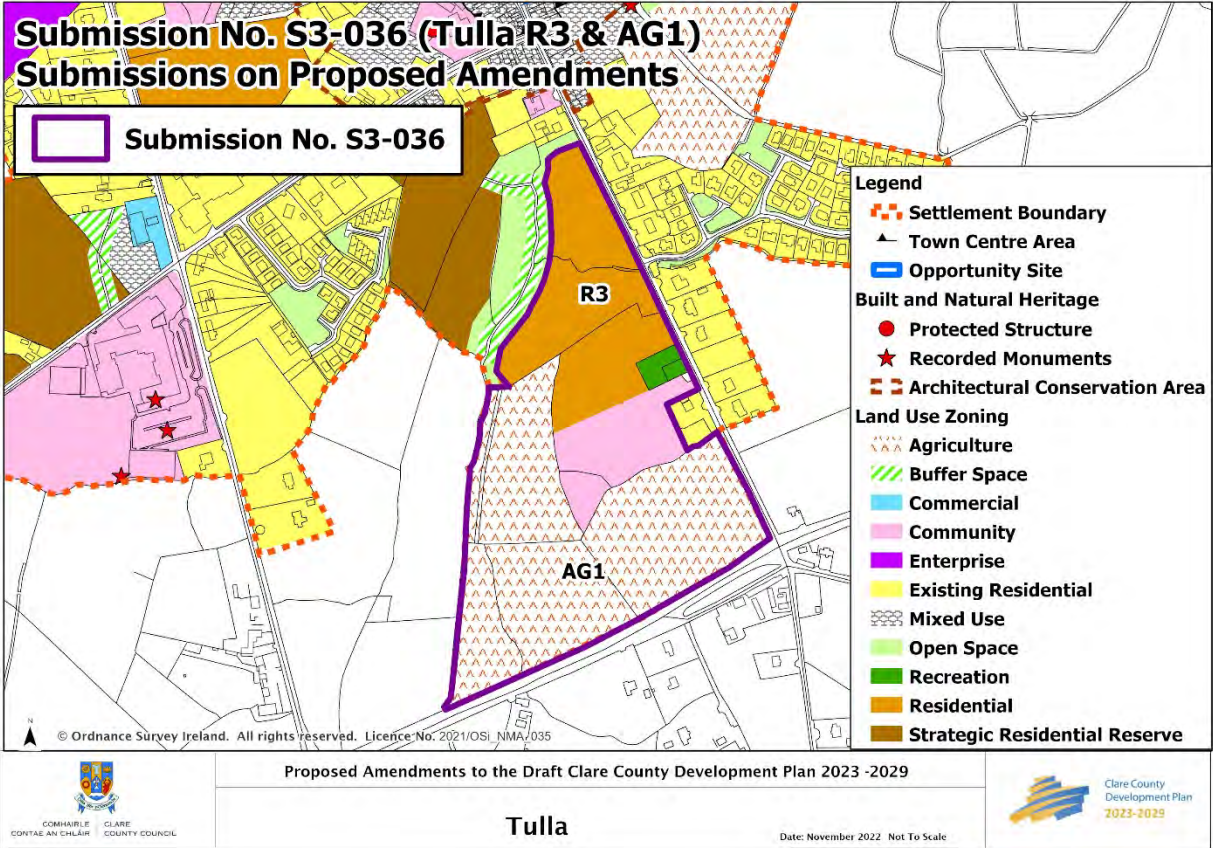 Submission No. S3-036 (Tulla R3 & AG1)
Submissions on Proposed Amendments
Submission No. S3-036
R3
AG1
Legend
Settlement Boundary
Town Centre Area
Opportunity Site
Built and Natural Heritage
Protected Structure
Recorded Monuments
Architectural Conservation Area
Land Use Zoning
Agriculture
Buffer Space
Commercial
Community
Enterprise
Existing Residential
Mixed Use
Open Space
Recreation
Residential
Strategic Residential Reserve
N
© Ordnance Survey Ireland. All rights reserved. Licence No. 2021/OSi_NMA_035
COMHAIRLE CONTAE AN CHLÁIR
CLARE COUNTY COUNCIL
Proposed Amendments to the Draft Clare County Development Plan 2023 -2029
Tulla
Date: November 2022 Not To Scale
Clare County
Development Plan
2023-2029